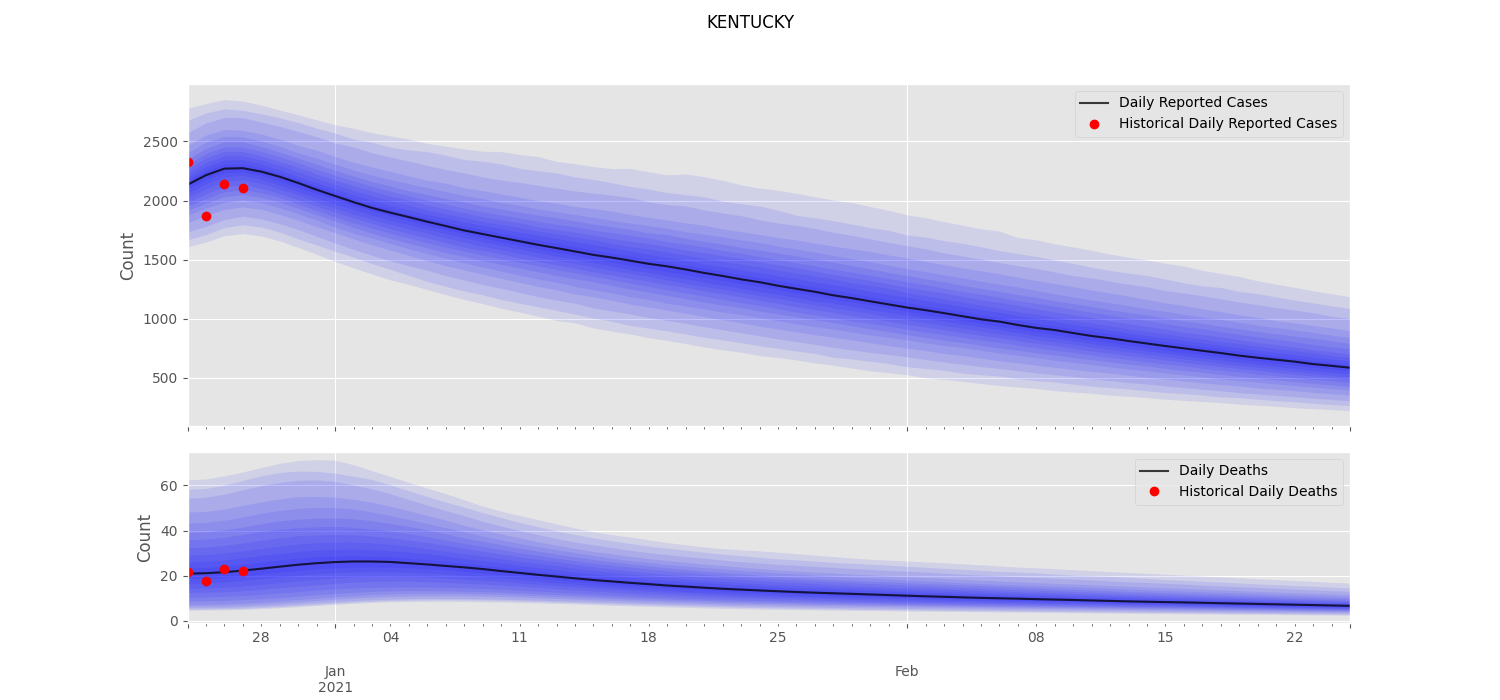 KENTUCKY
Daily Reported Cases
Historical Daily Reported Cases
2500
2000
1500
1000
500
Count
Daily Deaths
Historical Daily Deaths
60
40
20
0
Count
28 04 11 18 25 08 15 22
Jan Feb
2021